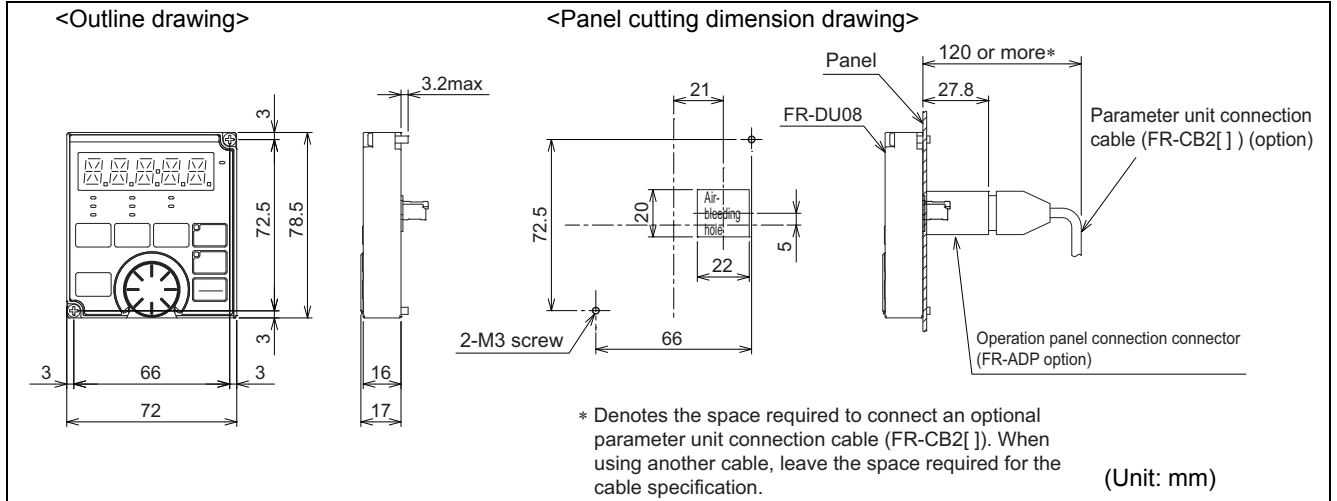 <Outline drawing>
<Panel cutting dimension drawing>
3.2max
3
72.5
78.5
3
3
66
3
72
16
17
21
72.5
20
Air-
bleeding
hole
5
22
2-M3 screw
66
Panel
120 or more*
27.8
FR-DU08
Parameter unit connection
cable (FR-CB2[ ] ) (option)
Operation panel connection connector
(FR-ADP option)
* Denotes the space required to connect an optional
parameter unit connection cable (FR-CB2[ ]). When
using another cable, leave the space required for the
cable specification.
(Unit: mm)